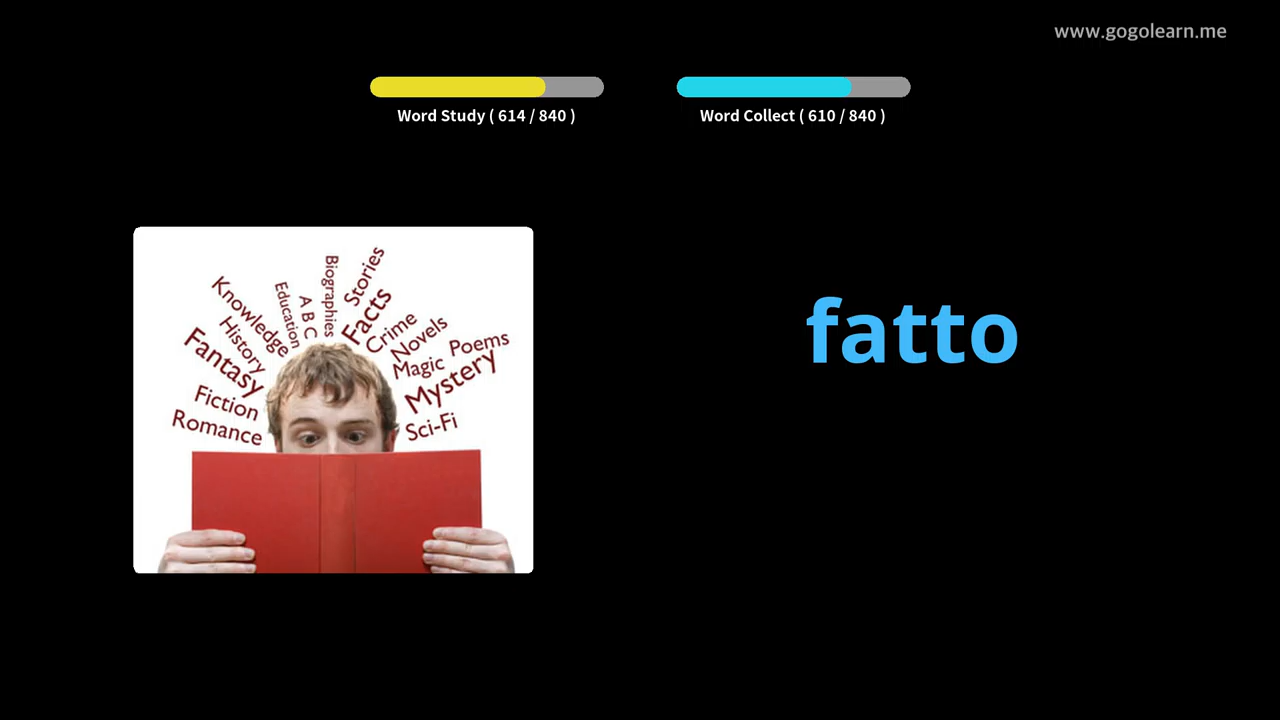 www.gogolearn.me
Word Study ( 614 / 840 )
Word Collect ( 610 / 840 )
Biographies
Stories
Education
A B C
Facts
Knowledge
Crime
History
Novels
Fantasy
Magic
Poems
Mystery
Fiction
Romance
Sci-Fi
fatto